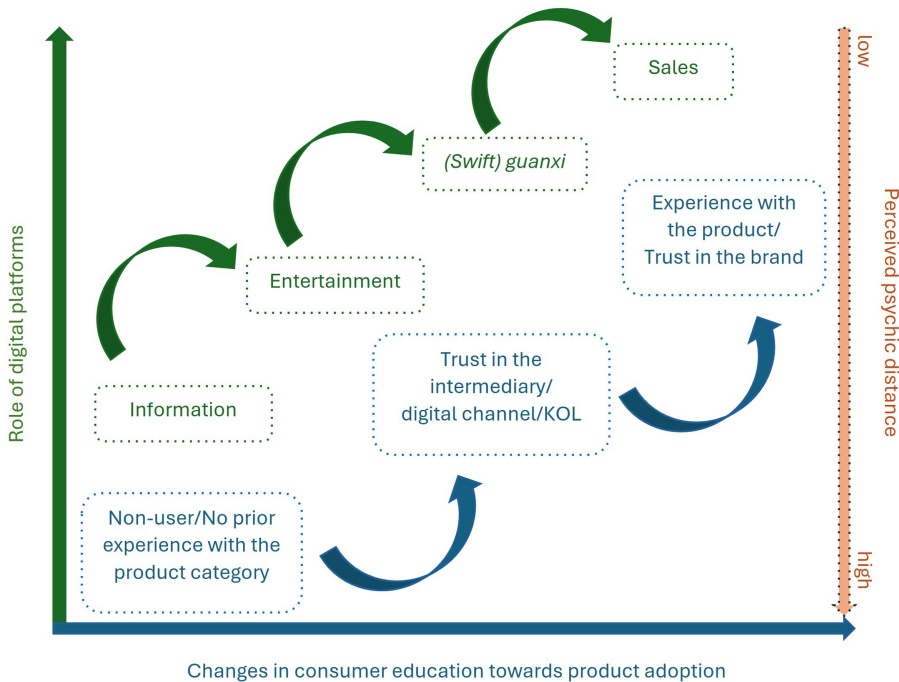 low
Sales
(Swift) guanxi
Experience with
the product/
Trust in the brand
Entertainment
Role of digital platforms
Perceived psychic distance
Trust in the
intermediary/
digital channel/KOL
Information
Non-user/No prior
experience with the
product category
high
Changes in consumer education towards product adoption